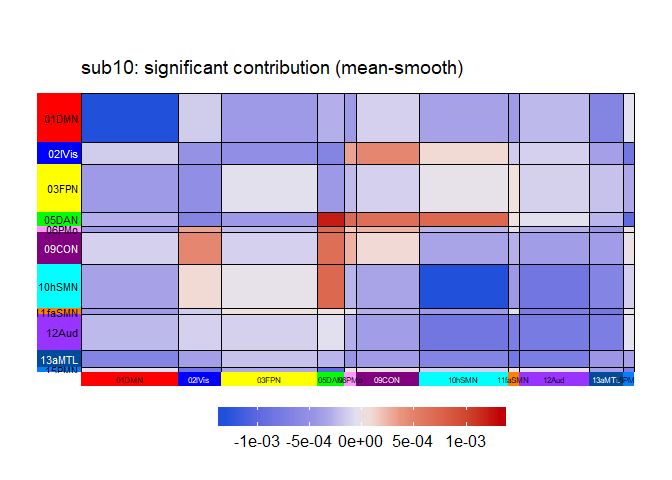 sub10: significant contribution (mean-smooth)
01DMN
02lVis
03FPN
05DAN
06PMo
09CON
10hSMN
11faSMN
12Aud
13aMTL
15PMN
01DMN 02lVis 03FPN 05DAN 06PMo 09CON 10hSMN 11faSMN 12Aud 13aMTL
-1e-03 -5e-04 0e+00 5e-04 1e-03